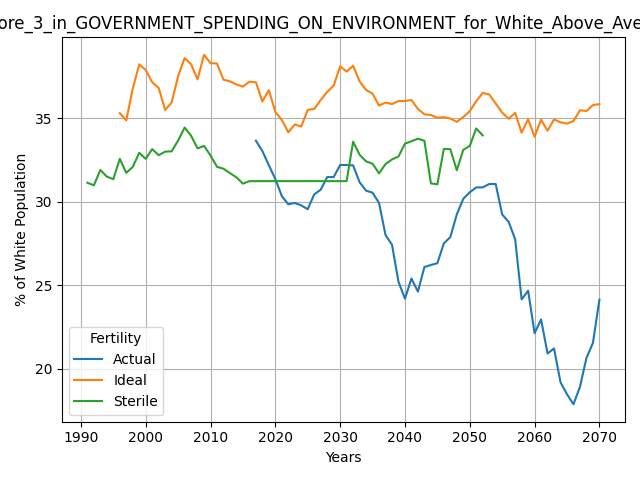 ore_3_in_GOVERNMENT_SPENDING_ON_ENVIRONMENT_for_White_Above_Ave
% of White Population
35
30
25
20
Fertility
Actual
Ideal
Sterile
1990 2000 2010 2020 2030 2040 2050 2060 2070
Years